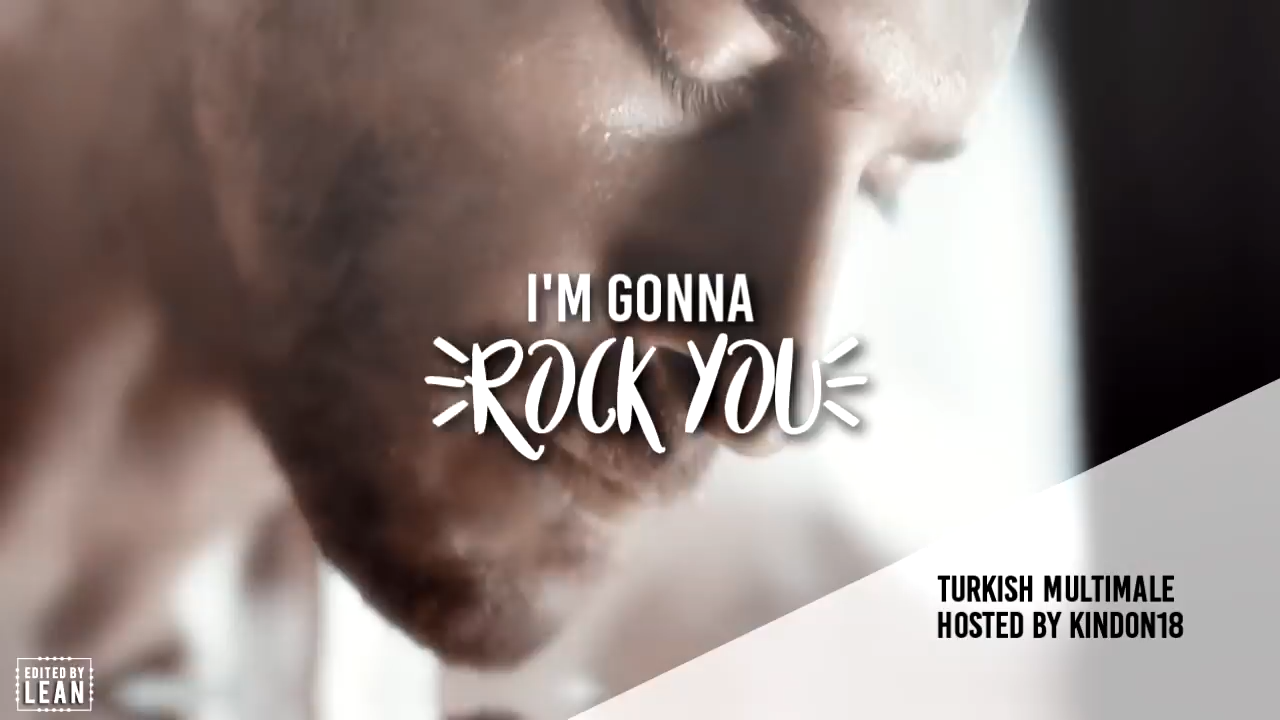 I'M GONNA
ROCK YOU
TURKISH MULTIMALE
HOSTED BY KINDON18
EDITED BY
LEAN